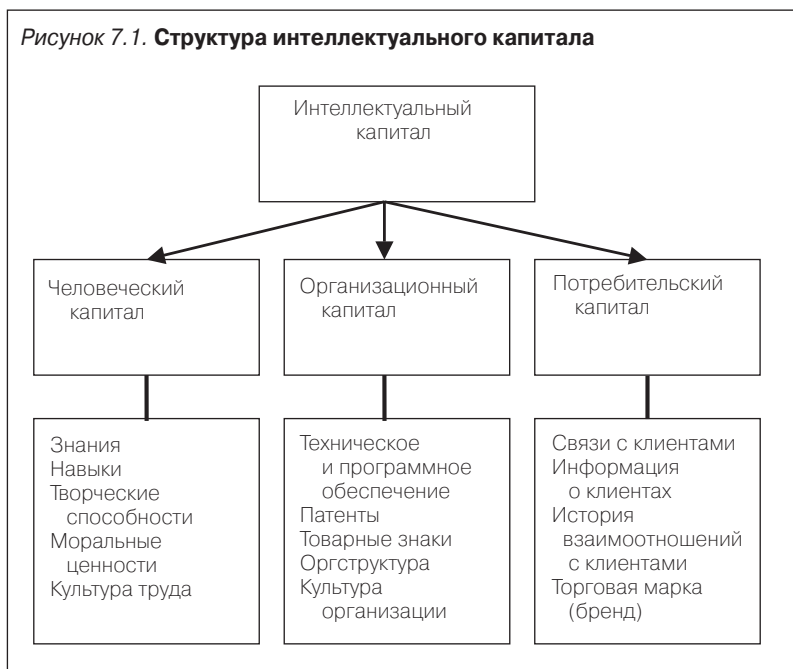 Рисунок 7.1. Структура интеллектуального капитала
Интеллектуальный
капитал
Человеческий
капитал
Организационный
капитал
Потребительский
капитал
Знания
Навыки
Творческие
способности
Моральные
ценности
Культура труда
Техническое
и программное
обеспечение
Патенты
Товарные знаки
Оргструктура
Культура
организации
Связи с клиентами
Информация
о клиентах
История
взаимоотношений
с клиентами
Торговая марка
(бренд)